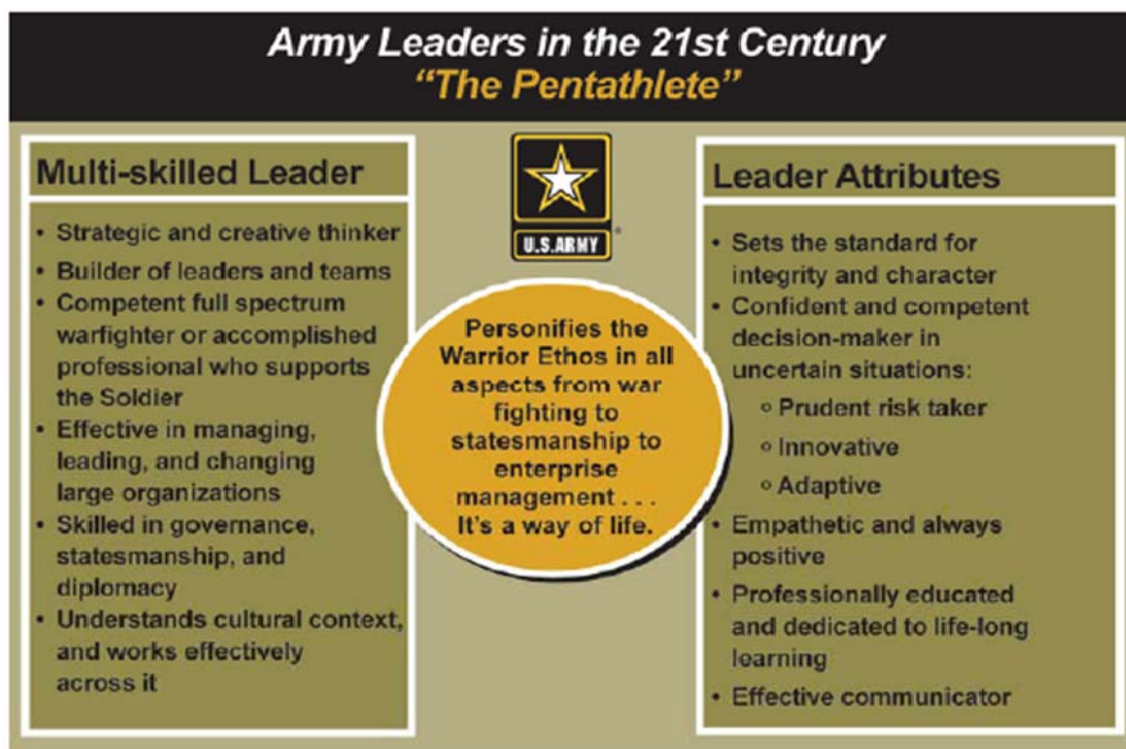 Army Leaders in the 21st Century
“The Pentathlete”
Multi-skilled Leader
• Strategic and creative thinker
• Builder of leaders and teams
• Competent full spectrum
warfighter or accomplished
professional who supports
the Soldier
• Effective in managing,
leading, and changing
large organizations
• Skilled in governance,
statesmanship, and
diplomacy
• Understands cultural context,
and works effectively
across it
U.S.ARMY
Personifies the
Warrior Ethos in all
aspects from war
fighting to
statesmanship to
enterprise
management . . .
It's a way of life.
Leader Attributes
• Sets the standard for
integrity and character
• Confident and competent
decision-maker in
uncertain situations:
o Prudent risk taker
o Innovative
o Adaptive
• Empathetic and always
positive
• Professionally educated
and dedicated to life-long
learning
• Effective communicator